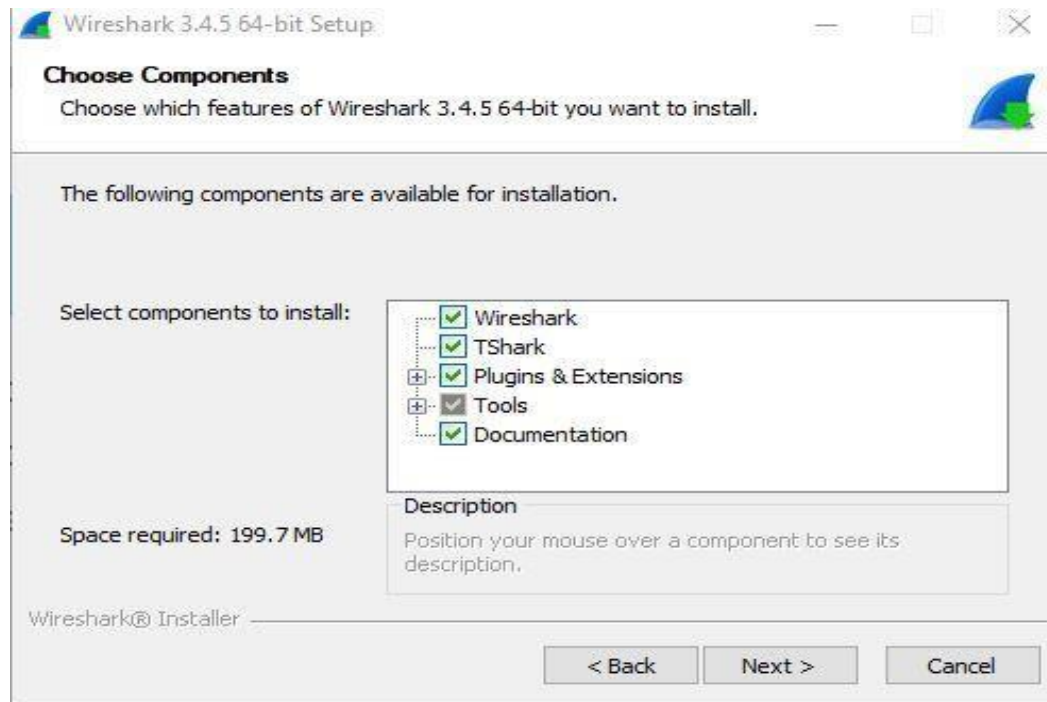 Wireshark 3.4.5 64-bit Setup
Choose Components
Choose which features of Wireshark 3.4.5 64-bit you want to install.
The following components are available for installation.
Select components to install:
Wireshark
TShark
Plugins & Extensions
Tools
Documentation
Space required: 199.7 MB
Description
Position your mouse over a component to see its
description.
Wireshark® Installer
< Back
Next >
Cancel